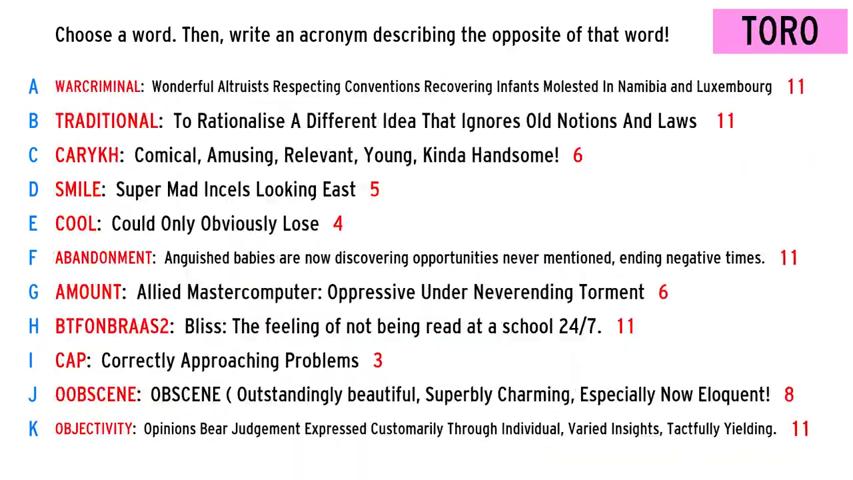 Choose a word. Then, write an acronym describing the opposite of that word!
TORO
A WARCRIMINAL: Wonderful Altruists Respecting Conventions Recovering Infants Molested In Namibia and Luxembourg 11
B TRADITIONAL: To Rationalise A Different Idea That Ignores Old Notions And Laws 11
C CARYKH: Comical, Amusing, Relevant, Young, Kinda Handsome! 6
D SMILE: Super Mad Incels Looking East 5
E COOL: Could Only Obviously Lose 4
F ABANDONMENT: Anguished babies are now discovering opportunities never mentioned, ending negative times. 11
G AMOUNT: Allied Mastercomputer: Oppressive Under Neverending Torment 6
H BTFONBRAAS2: Bliss: The feeling of not being read at a school 24/7. 11
I CAP: Correctly Approaching Problems 3
J OOBSCENE: OBSCENE ( Outstandingly beautiful, Superbly Charming, Especially Now Eloquent! 8
K OBJECTIVITY: Opinions Bear Judgement Expressed Customarily Through Individual, Varied Insights, Tactfully Yielding. 11